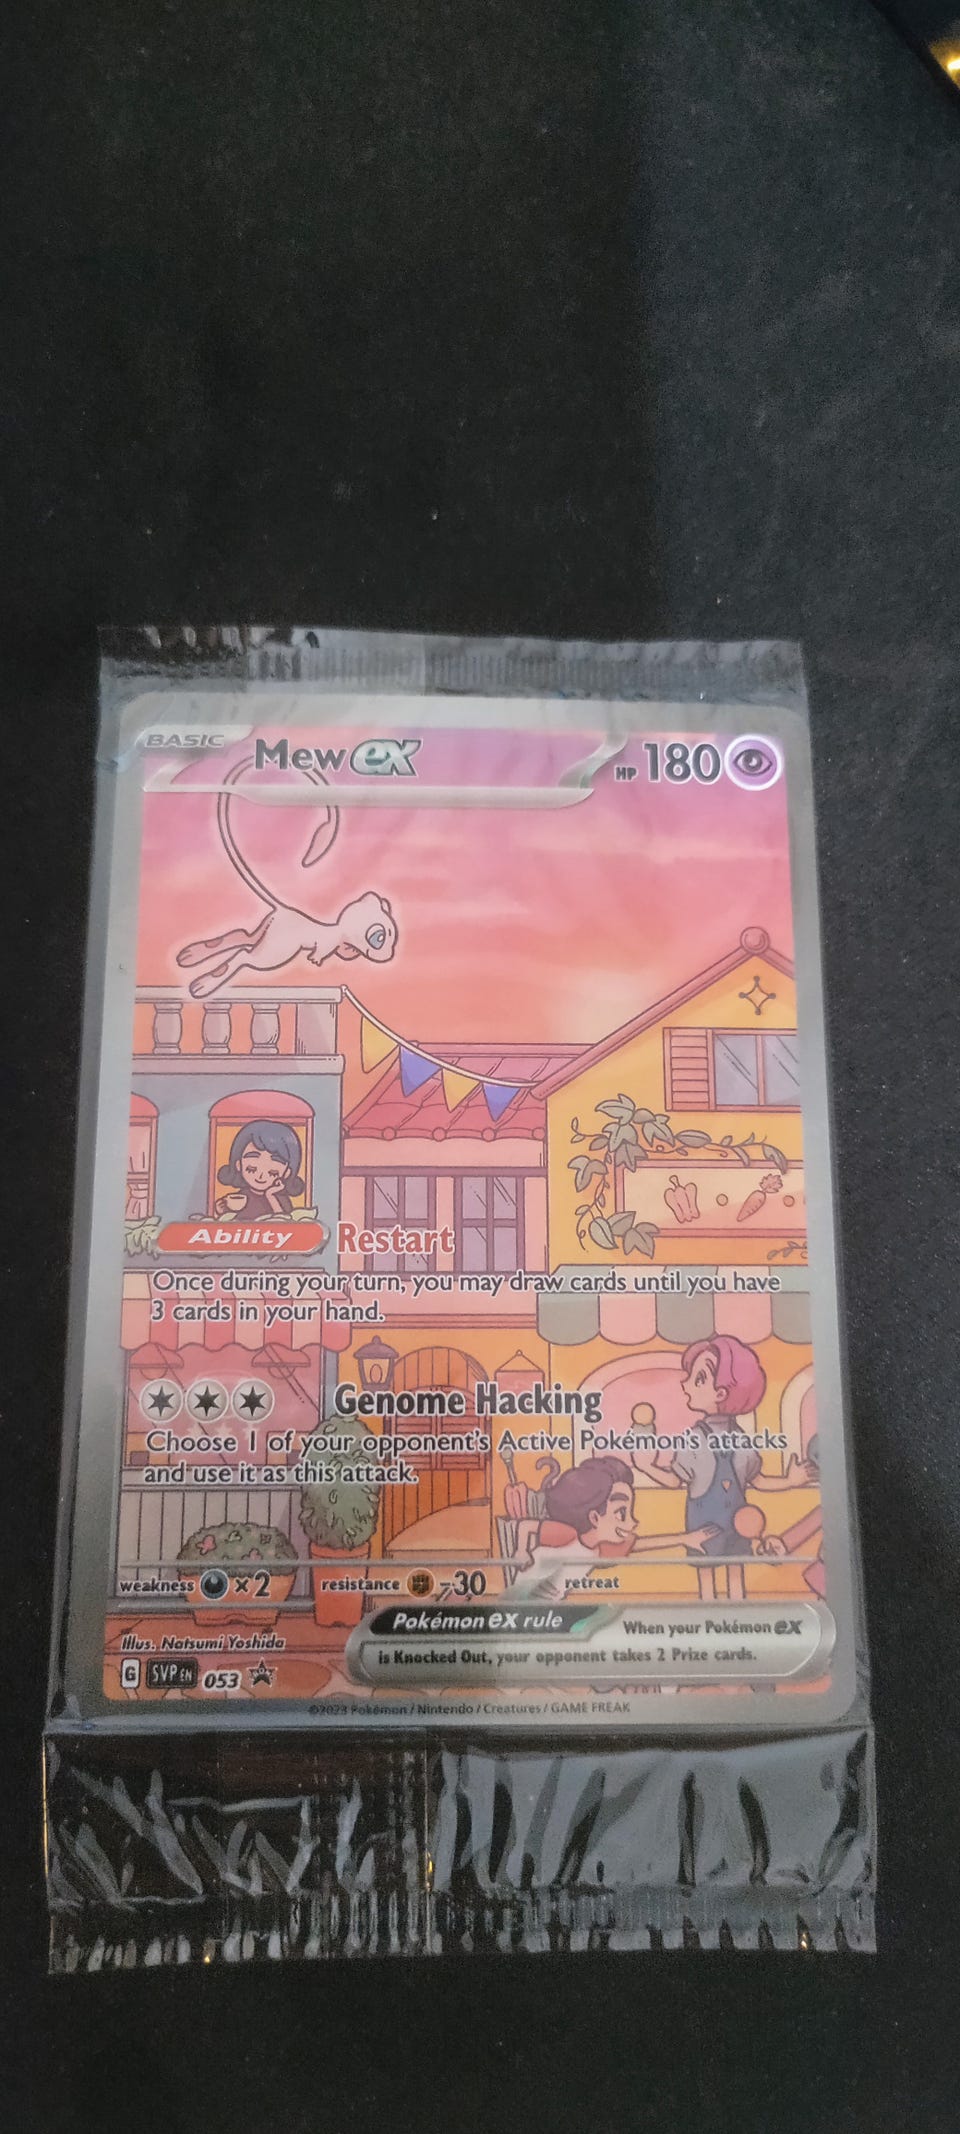 BASIC Mew ex HP 180
Ability Restart
Once during your turn, you may draw cards until you have
3 cards in your hand.
Genome Hacking
Choose 1 of your opponent's Active Pokémon's attacks
and use it as this attack.
weakness ×2 resistance -30 retreat
Pokémon ex rule When your Pokémon ex
is Knocked Out, your opponent takes 2 Prize cards.
Illus. Natsumi Yoshida
G SVP EN 053
©2023 Pokémon / Nintendo / Creatures / GAME FREAK